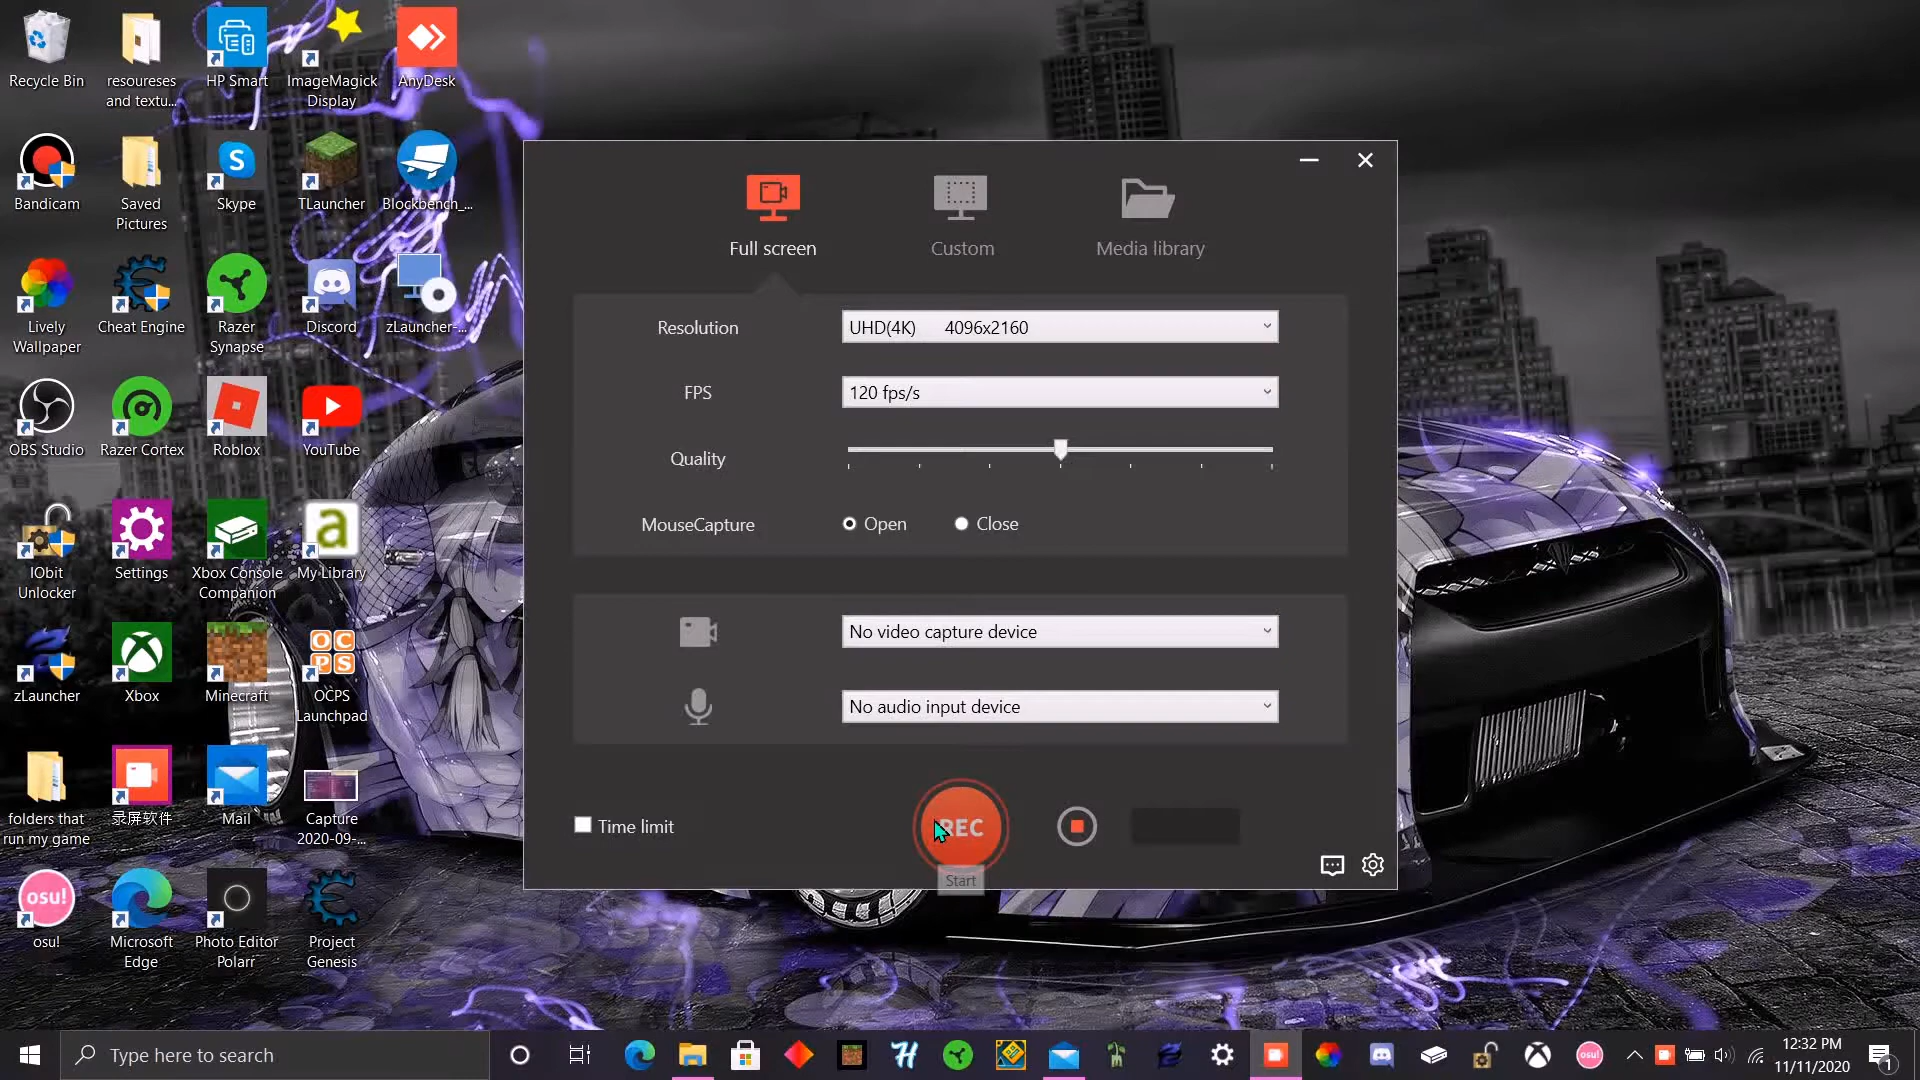 Recycle Bin
resoureses
and textu...
HP Smart
ImageMagick
Display
AnyDesk
Bandicam
Saved
Pictures
S
Skype
TLauncher
Blockbench_...
Lively
Wallpaper
Cheat Engine
Razer
Synapse
Discord
zLauncher-...
OBS Studio
Razer Cortex
Roblox
YouTube
IObit
Unlocker
Settings
Xbox Console
Companion
a
My Library
zLauncher
Xbox
Minecraft
OC
PS
OCPS
Launchpad
folders that
run my game
录屏软件
Mail
Capture
2020-09-...
osu!
osu!
Microsoft
Edge
Photo Editor
Polarr
Project
Genesis
Full screen
Custom
Media library
Resolution
UHD(4K) 4096x2160
FPS
120 fps/s
Quality
MouseCapture
Open
Close
No video capture device
No audio input device
Time limit
REC
Start
Type here to search
H
osu!
12:32 PM
11/11/2020
1